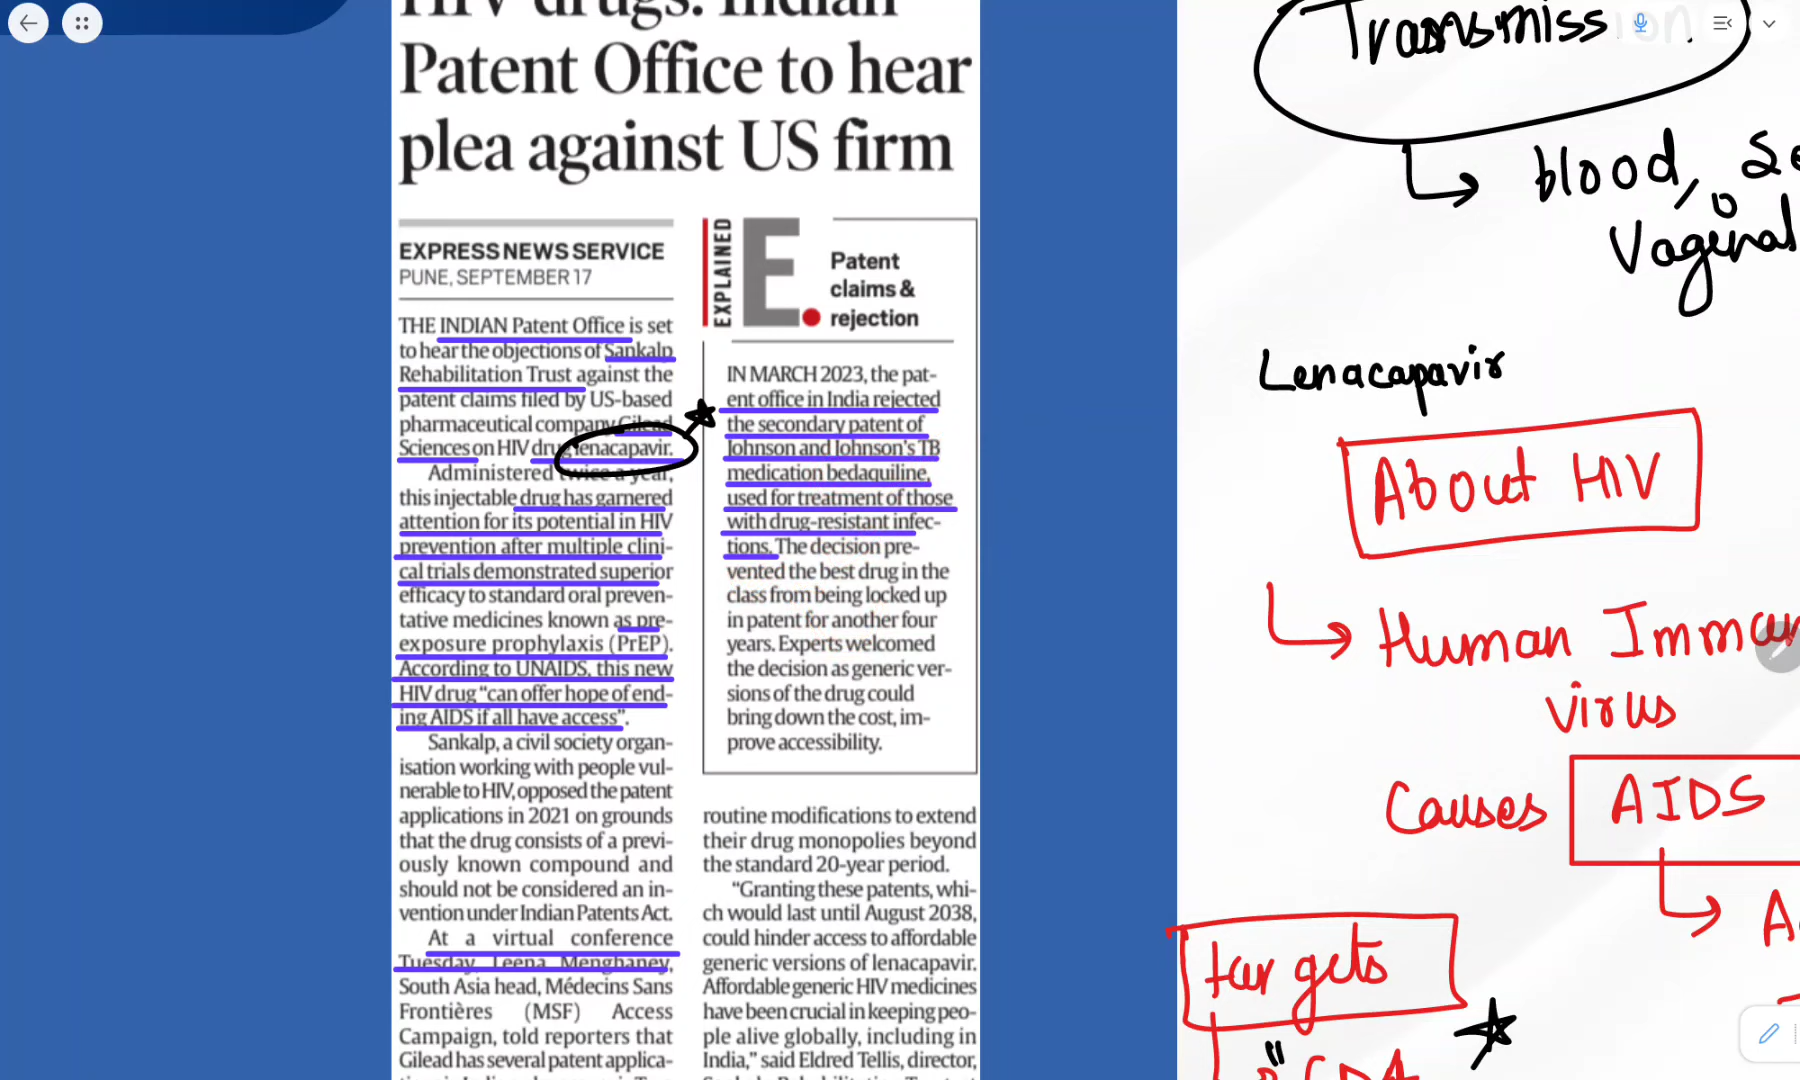 HIV drugs: Indian
Patent Office to hear
plea against US firm
EXPRESS NEWS SERVICE
PUNE, SEPTEMBER 17
THE INDIAN Patent Office is set
to hear the objections of Sankalp
Rehabilitation Trust against the
patent claims filed by US-based
pharmaceutical company Gilead
Sciences on HIV drug lenacapavir.
Administered twice a year,
this injectable drug has garnered
attention for its potential in HIV
prevention after multiple clini-
cal trials demonstrated superior
efficacy to standard oral preven-
tative medicines known as pre-
exposure prophylaxis (PrEP).
According to UNAIDS, this new
HIV drug “can offer hope of end-
ing AIDS if all have access”.
Sankalp, a civil society organ-
isation working with people vul-
nerable to HIV, opposed the patent
applications in 2021 on grounds
that the drug consists of a previ-
ously known compound and
should not be considered an in-
vention under Indian Patents Act.
At a virtual conference
Tuesday, Leena Menghaney,
South Asia head, Médecins Sans
Frontières (MSF) Access
Campaign, told reporters that
Gilead has several patent applica-
EXPLAINED
E.
Patent
claims &
rejection
IN MARCH 2023, the pat-
ent office in India rejected
the secondary patent of
Johnson and Johnson's TB
medication bedaquiline,
used for treatment of those
with drug-resistant infec-
tions. The decision pre-
vented the best drug in the
class from being locked up
in patent for another four
years. Experts welcomed
the decision as generic ver-
sions of the drug could
bring down the cost, im-
prove accessibility.
routine modifications to extend
their drug monopolies beyond
the standard 20-year period.
“Granting these patents, whi-
ch would last until August 2038,
could hinder access to affordable
generic versions of lenacapavir.
Affordable generic HIV medicines
have been crucial in keeping peo-
ple alive globally, including in
India,” said Eldred Tellis, director,
Transmission
blood, Se
Vaginal
Lenacapavir
About HIV
Human Immun
virus
Causes AIDS
targets